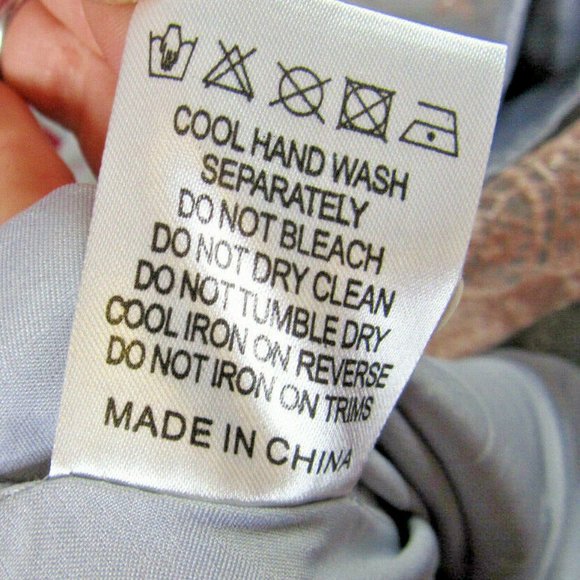 COOL HAND WASH
SEPARATELY
DO NOT BLEACH
DO NOT DRY CLEAN
DO NOT TUMBLE DRY
COOL IRON ON REVERSE
DO NOT IRON ON TRIMS
MADE IN CHINA